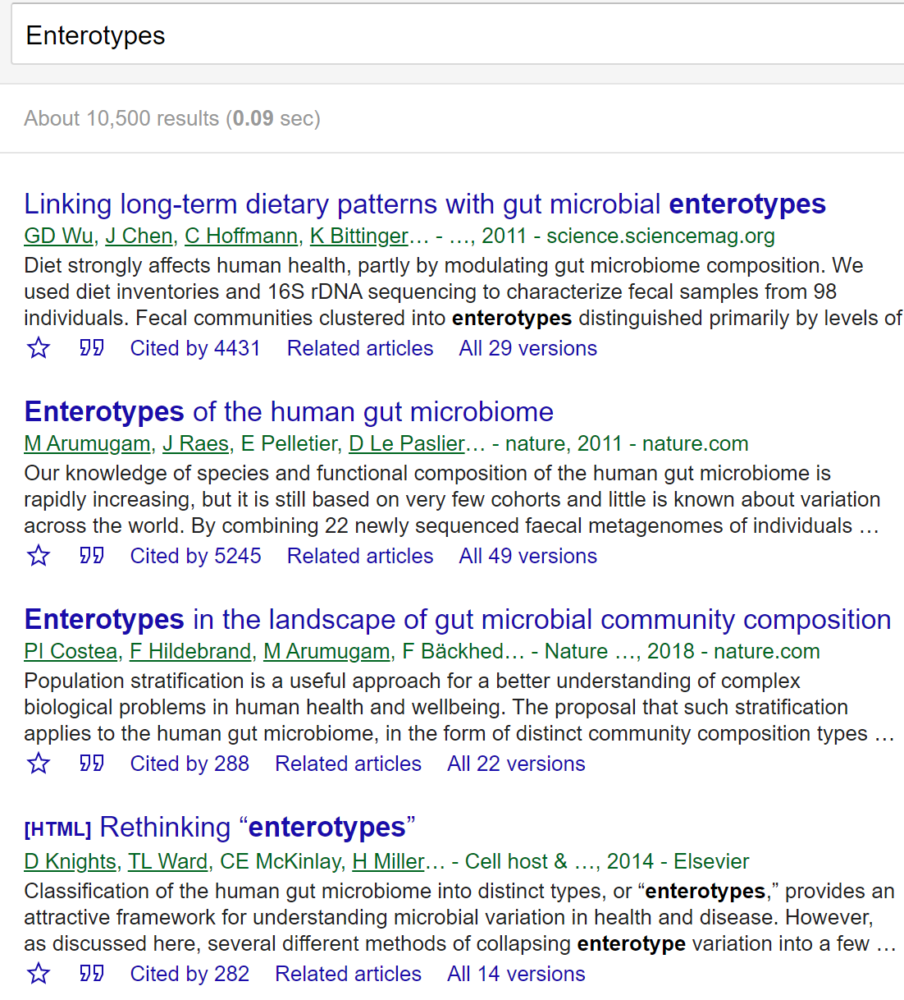 Enterotypes
About 10,500 results (0.09 sec)
Linking long-term dietary patterns with gut microbial enterotypes
GD Wu, J Chen, C Hoffmann, K Bittinger… - …, 2011 - science.sciencemag.org
Diet strongly affects human health, partly by modulating gut microbiome composition. We
used diet inventories and 16S rDNA sequencing to characterize fecal samples from 98
individuals. Fecal communities clustered into enterotypes distinguished primarily by levels of
Cited by 4431 Related articles All 29 versions
Enterotypes of the human gut microbiome
M Arumugam, J Raes, E Pelletier, D Le Paslier… - nature, 2011 - nature.com
Our knowledge of species and functional composition of the human gut microbiome is
rapidly increasing, but it is still based on very few cohorts and little is known about variation
across the world. By combining 22 newly sequenced faecal metagenomes of individuals …
Cited by 5245 Related articles All 49 versions
Enterotypes in the landscape of gut microbial community composition
PI Costea, F Hildebrand, M Arumugam, F Bäckhed… - Nature …, 2018 - nature.com
Population stratification is a useful approach for a better understanding of complex
biological problems in human health and wellbeing. The proposal that such stratification
applies to the human gut microbiome, in the form of distinct community composition types …
Cited by 288 Related articles All 22 versions
[HTML] Rethinking “enterotypes”
D Knights, TL Ward, CE McKinlay, H Miller… - Cell host & …, 2014 - Elsevier
Classification of the human gut microbiome into distinct types, or “enterotypes,” provides an
attractive framework for understanding microbial variation in health and disease. However,
as discussed here, several different methods of collapsing enterotype variation into a few …
Cited by 282 Related articles All 14 versions